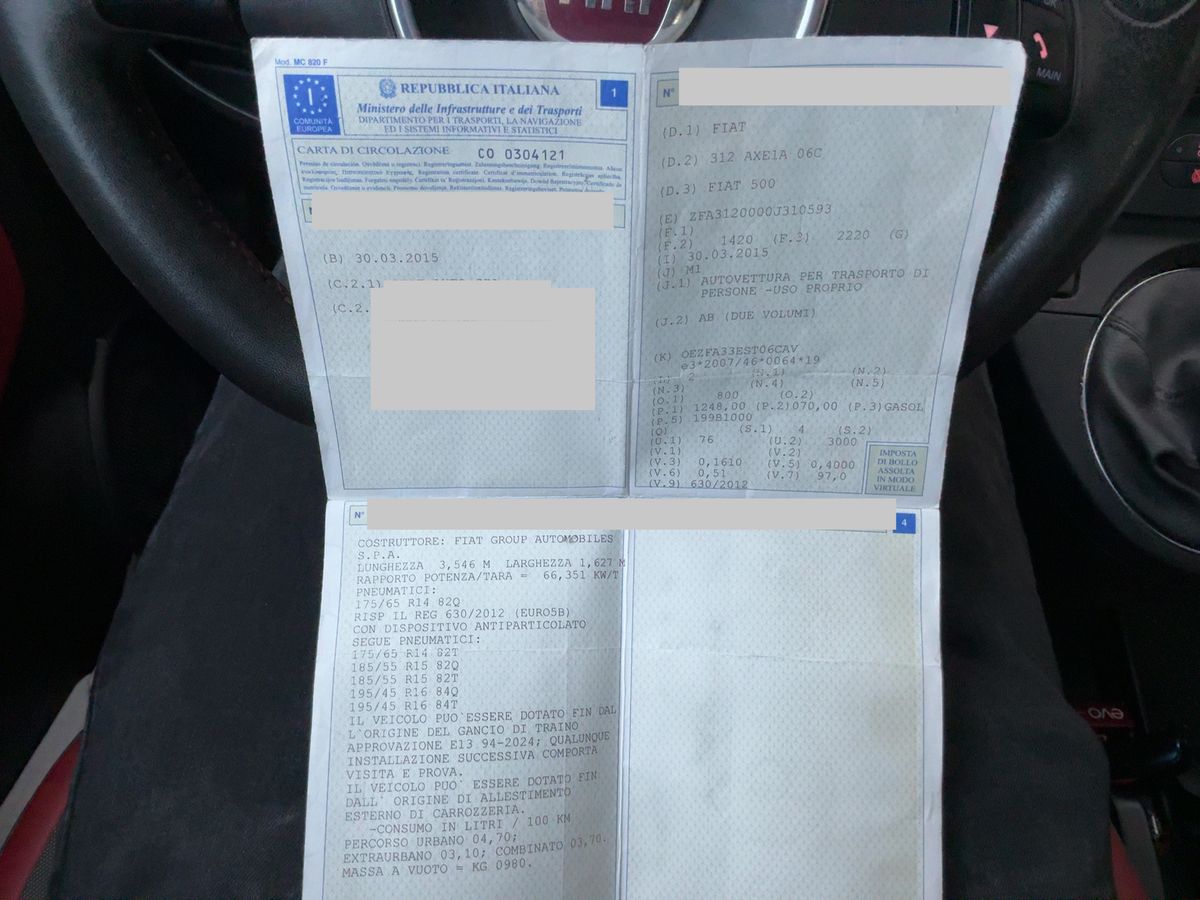 Mod. MC 820 F
COMUNITÀ
EUROPEA
REPUBBLICA ITALIANA
Ministero delle Infrastrutture e dei Trasporti
DIPARTIMENTO PER I TRASPORTI, LA NAVIGAZIONE
ED I SISTEMI INFORMATIVI E STATISTICI
1
CARTA DI CIRCOLAZIONE CO 0304121
(B) 30.03.2015
(C.2.1)
(C.2.
N°
(D.1) FIAT
(D.2) 312 AXE1A 06C
(D.3) FIAT 500
(E) ZFA3120000J310593
(F.1)
(F.2) 1420 (F.3) 2220 (G)
(I) 30.03.2015
(J) M1
(J.1) AUTOVETTURA PER TRASPORTO DI
PERSONE -USO PROPRIO
(J.2) AB (DUE VOLUMI)
(K) OEZFA33EST06CAV
e3*2007/46*0064*19
(L) 2 (N.1) (N.2)
(N.3) (N.4) (N.5)
(O.1) 800 (O.2)
(P.1) 1248,00 (P.2)070,00 (P.3)GASOL
(P.5) 199B1000
(Q) (S.1) 4 (S.2)
(U.1) 76 (U.2) 3000
(V.1) (V.2)
(V.3) 0,1610 (V.5) 0,4000
(V.6) 0,51 (V.7) 97,0
(V.9) 630/2012
IMPOSTA
DI BOLLO
ASSOLTA
IN MODO
VIRTUALE
N°
4
COSTRUTTORE: FIAT GROUP AUTOMOBILES
S.P.A.
LUNGHEZZA 3,546 M LARGHEZZA 1,627 M
RAPPORTO POTENZA/TARA = 66,351 KW/T
PNEUMATICI:
175/65 R14 82Q
RISP IL REG 630/2012 (EURO5B)
CON DISPOSITIVO ANTIPARTICOLATO
SEGUE PNEUMATICI:
175/65 R14 82T
185/55 R15 82Q
185/55 R15 82T
195/45 R16 84Q
195/45 R16 84T
IL VEICOLO PUO`ESSERE DOTATO FIN DAL
L'ORIGINE DEL GANCIO DI TRAINO
APPROVAZIONE E13 94-2024; QUALUNQUE
INSTALLAZIONE SUCCESSIVA COMPORTA
VISITA E PROVA.
IL VEICOLO PUO` ESSERE DOTATO FIN
DALL` ORIGINE DI ALLESTIMENTO
ESTERNO DI CARROZZERIA.
-CONSUMO IN LITRI / 100 KM
PERCORSO URBANO 04,70;
EXTRAURBANO 03,10; COMBINATO 03,70.
MASSA A VUOTO = KG 0980.
MAIN
evo